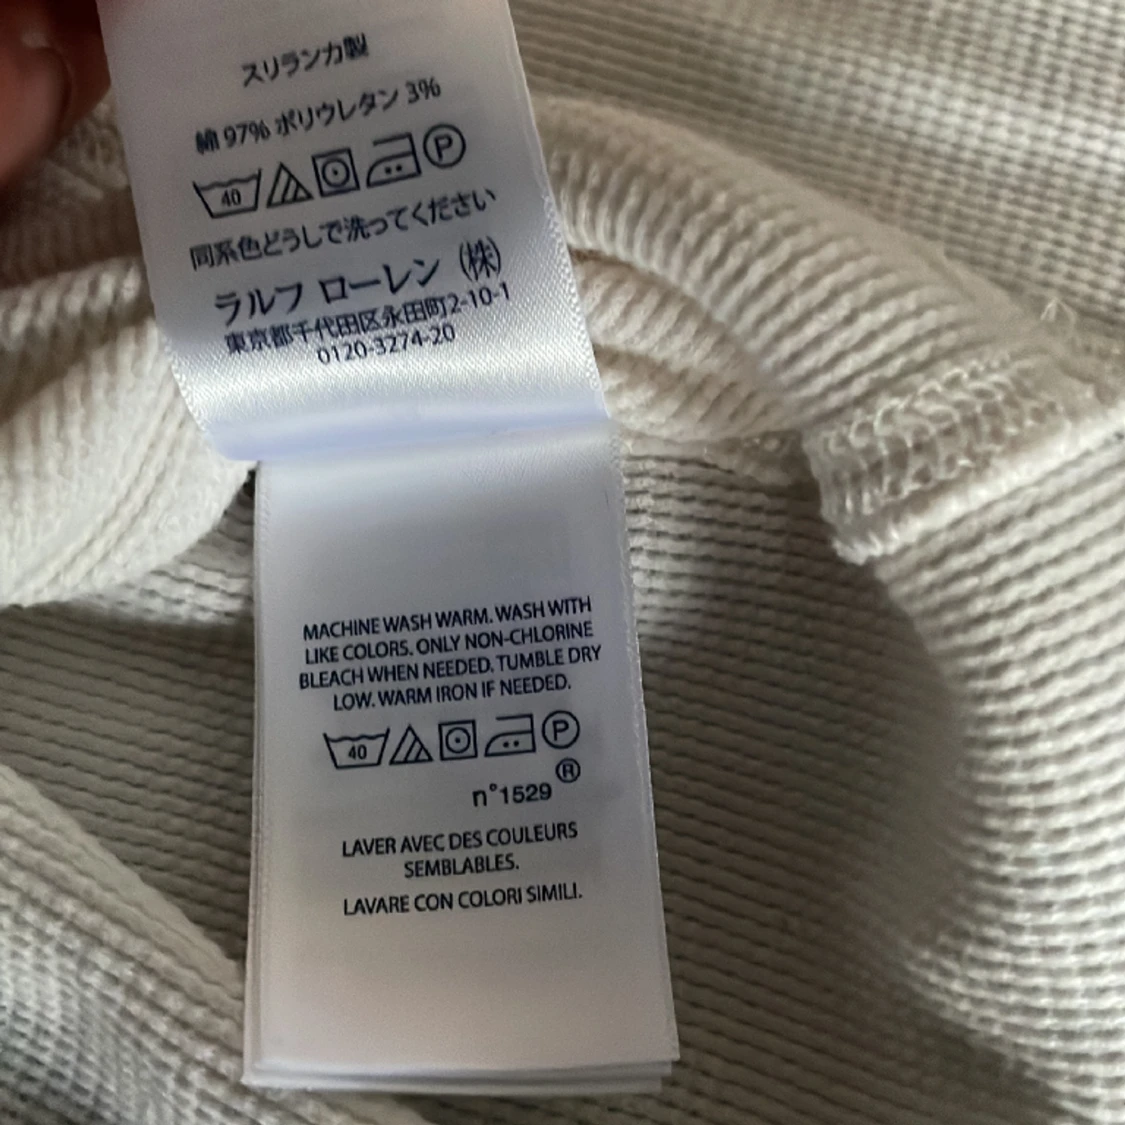 スリランカ製
綿 97% ポリウレタン 3%
40 P
同系色どうしで洗ってください
ラルフ ローレン (株)
東京都千代田区永田町2-10-1
0120-3274-20
MACHINE WASH WARM. WASH WITH
LIKE COLORS. ONLY NON-CHLORINE
BLEACH WHEN NEEDED. TUMBLE DRY
LOW. WARM IRON IF NEEDED.
40 P
n°1529 ®
LAVER AVEC DES COULEURS
SEMBLABLES.
LAVARE CON COLORI SIMILI.